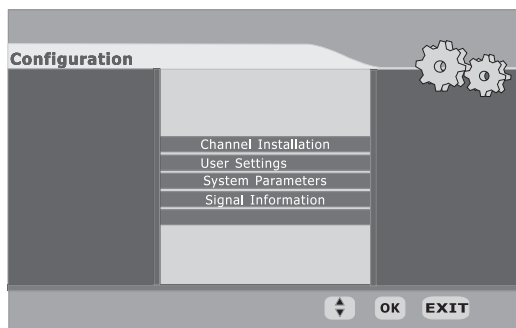 Configuration
Channel Installation
User Settings
System Parameters
Signal Information
OK EXIT